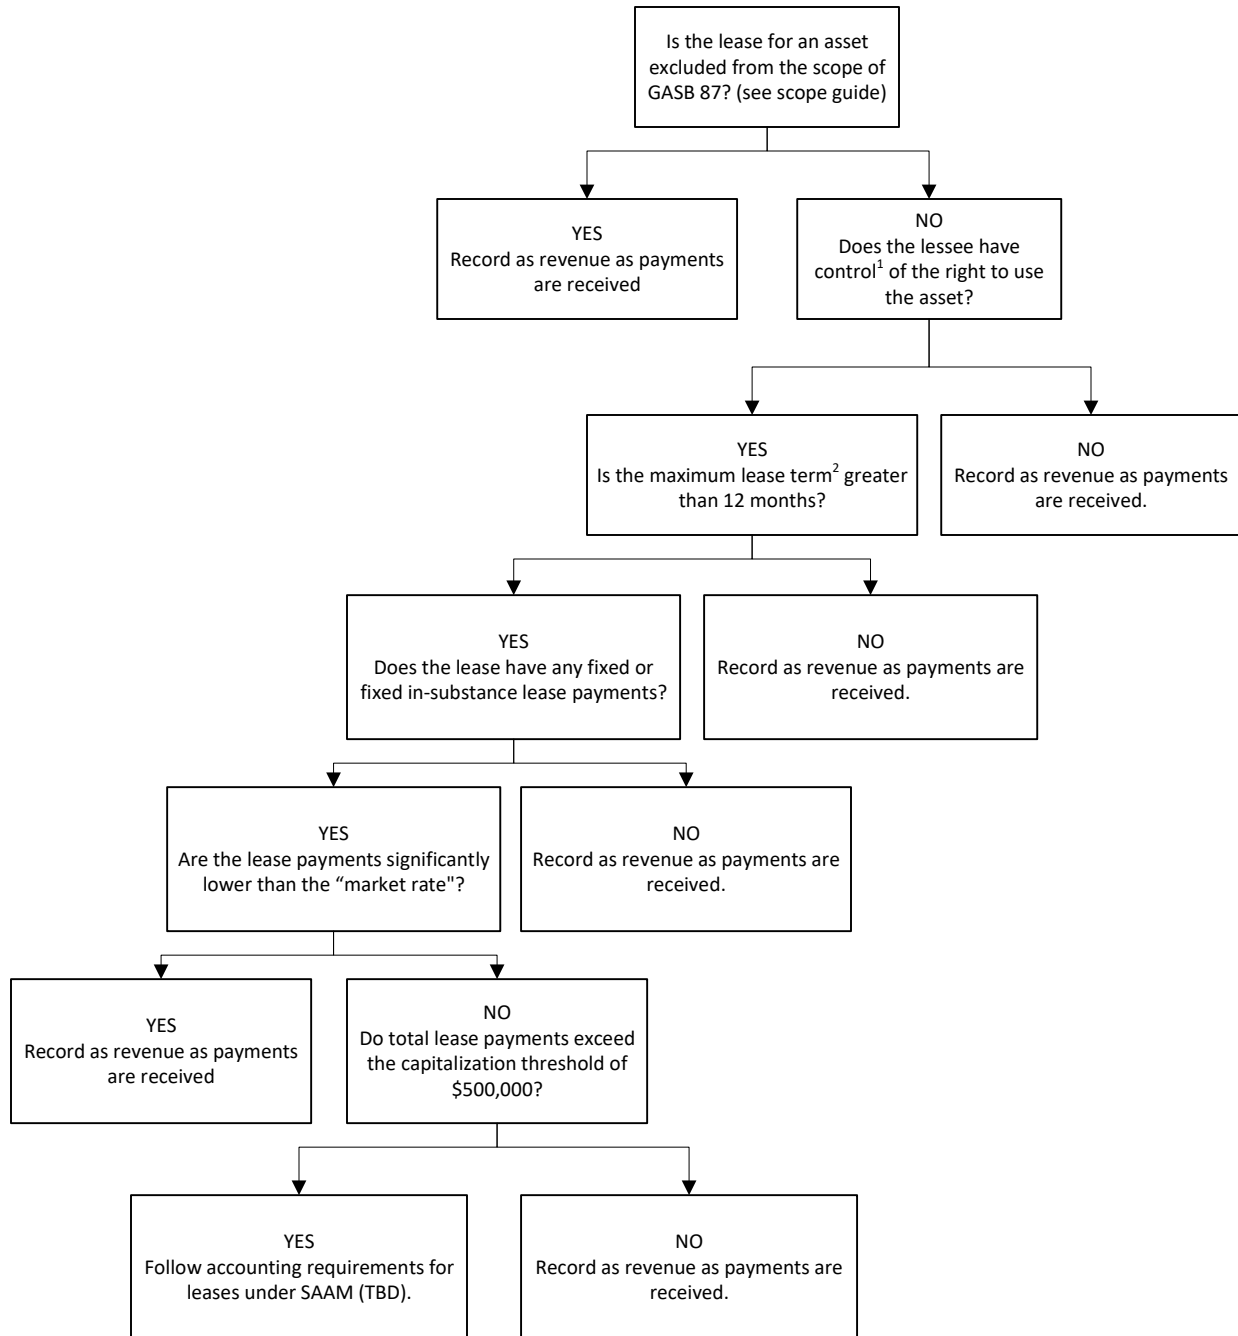 Is the lease for an asset
excluded from the scope of
GASB 87? (see scope guide)
YES
Record as revenue as payments
are received
NO
Does the lessee have
control¹ of the right to use
the asset?
YES
Is the maximum lease term² greater
than 12 months?
NO
Record as revenue as payments
are received.
YES
Does the lease have any fixed or
fixed in-substance lease payments?
NO
Record as revenue as payments are
received.
YES
Are the lease payments significantly
lower than the “market rate"?
NO
Record as revenue as payments are
received.
YES
Record as revenue as payments
are received
NO
Do total lease payments exceed
the capitalization threshold of
$500,000?
YES
Follow accounting requirements for
leases under SAAM (TBD).
NO
Record as revenue as payments are
received.